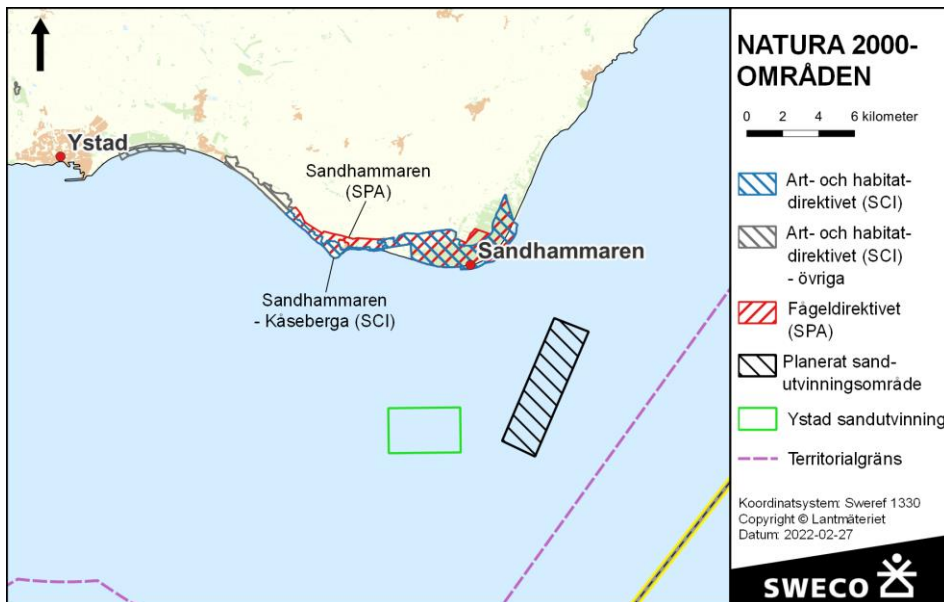 NATURA 2000-
OMRÅDEN
0 2 4 6 kilometer
Art- och habitat-
direktivet (SCI)
Art- och habitat-
direktivet (SCI)
- övriga
Fågeldirektivet
(SPA)
Planerat sand-
utvinningsområde
Ystad sandutvinning
Territorialgräns
Koordinatsystem: Sweref 1330
Copyright © Lantmäteriet
Datum: 2022-02-27
SWECO
Ystad
Sandhammaren
(SPA)
Sandhammaren
Sandhammaren
- Kåseberga (SCI)